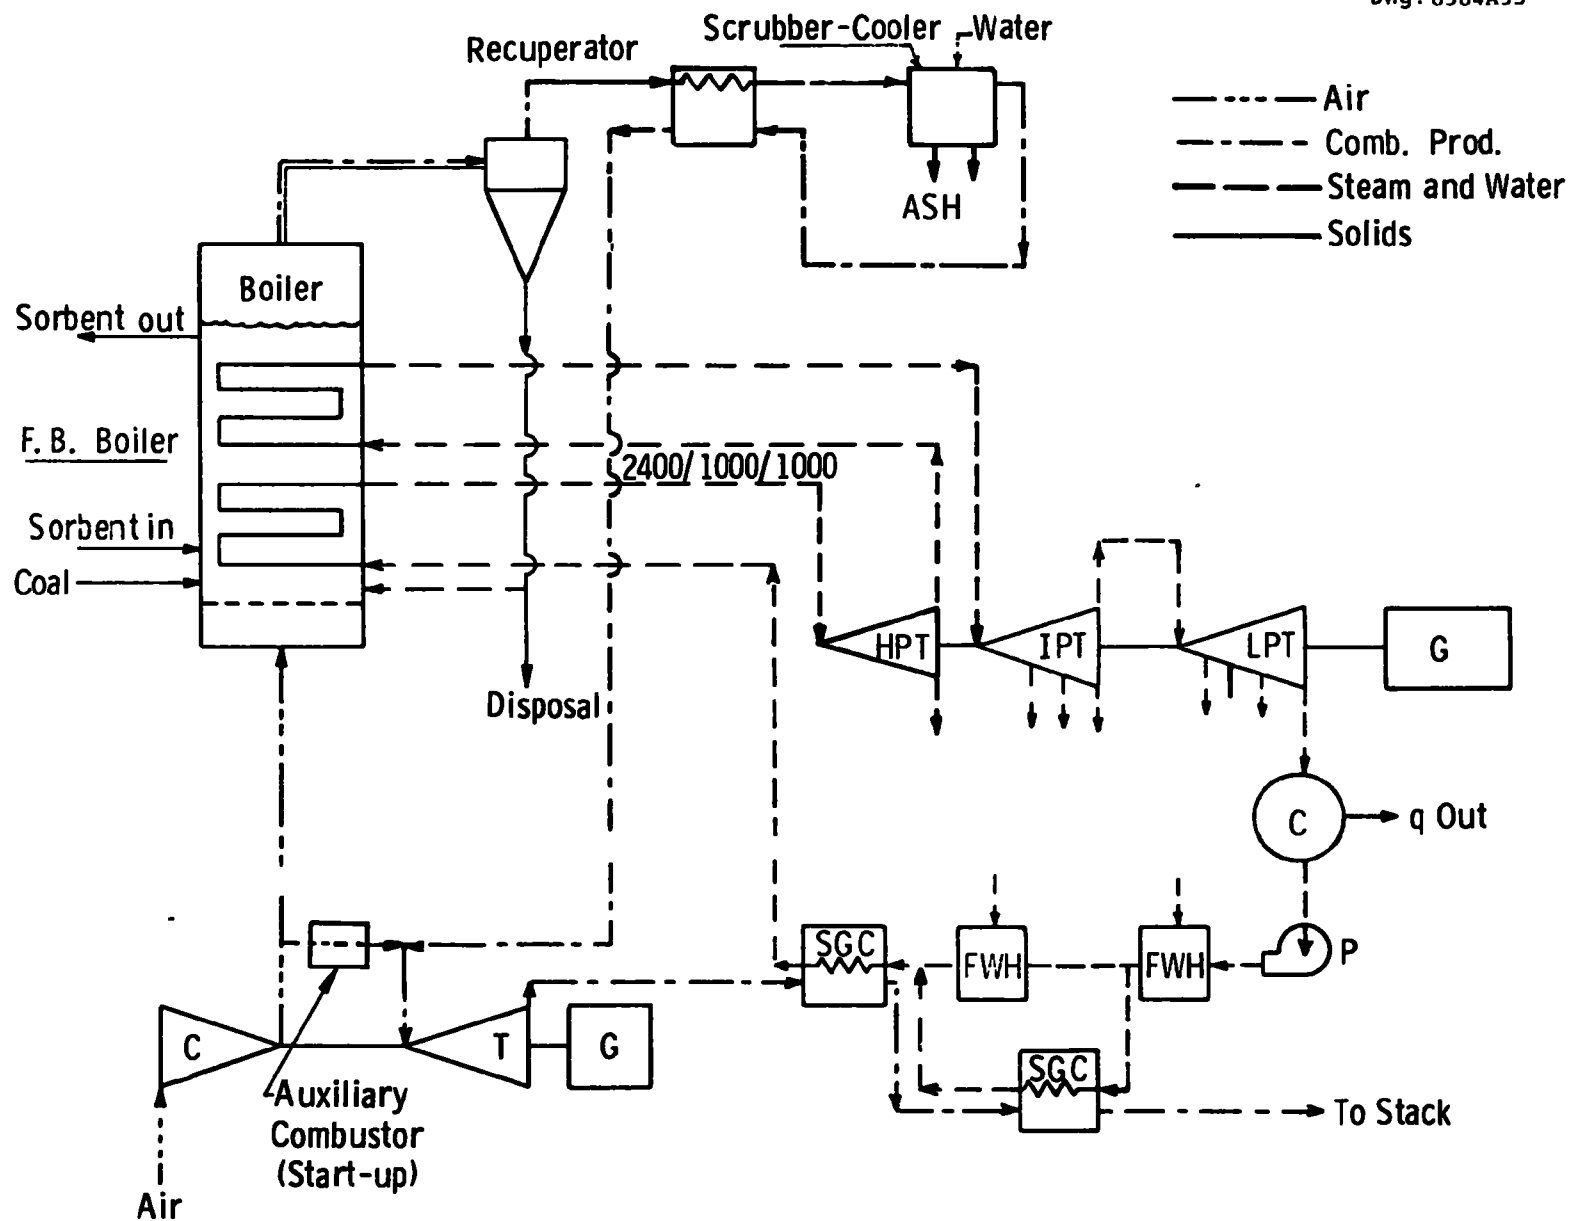 Scrubber-Cooler
Water
Recuperator
Air
Comb. Prod.
Steam and Water
Solids
ASH
Boiler
Sorbent out
F. B. Boiler
2400/1000/1000
Sorbent in
Coal
HPT
IPT
LPT
G
Disposal
C
q Out
P
SGC
FWH
FWH
C
T
G
SGC
Auxiliary
Combustor
(Start-up)
To Stack
Air